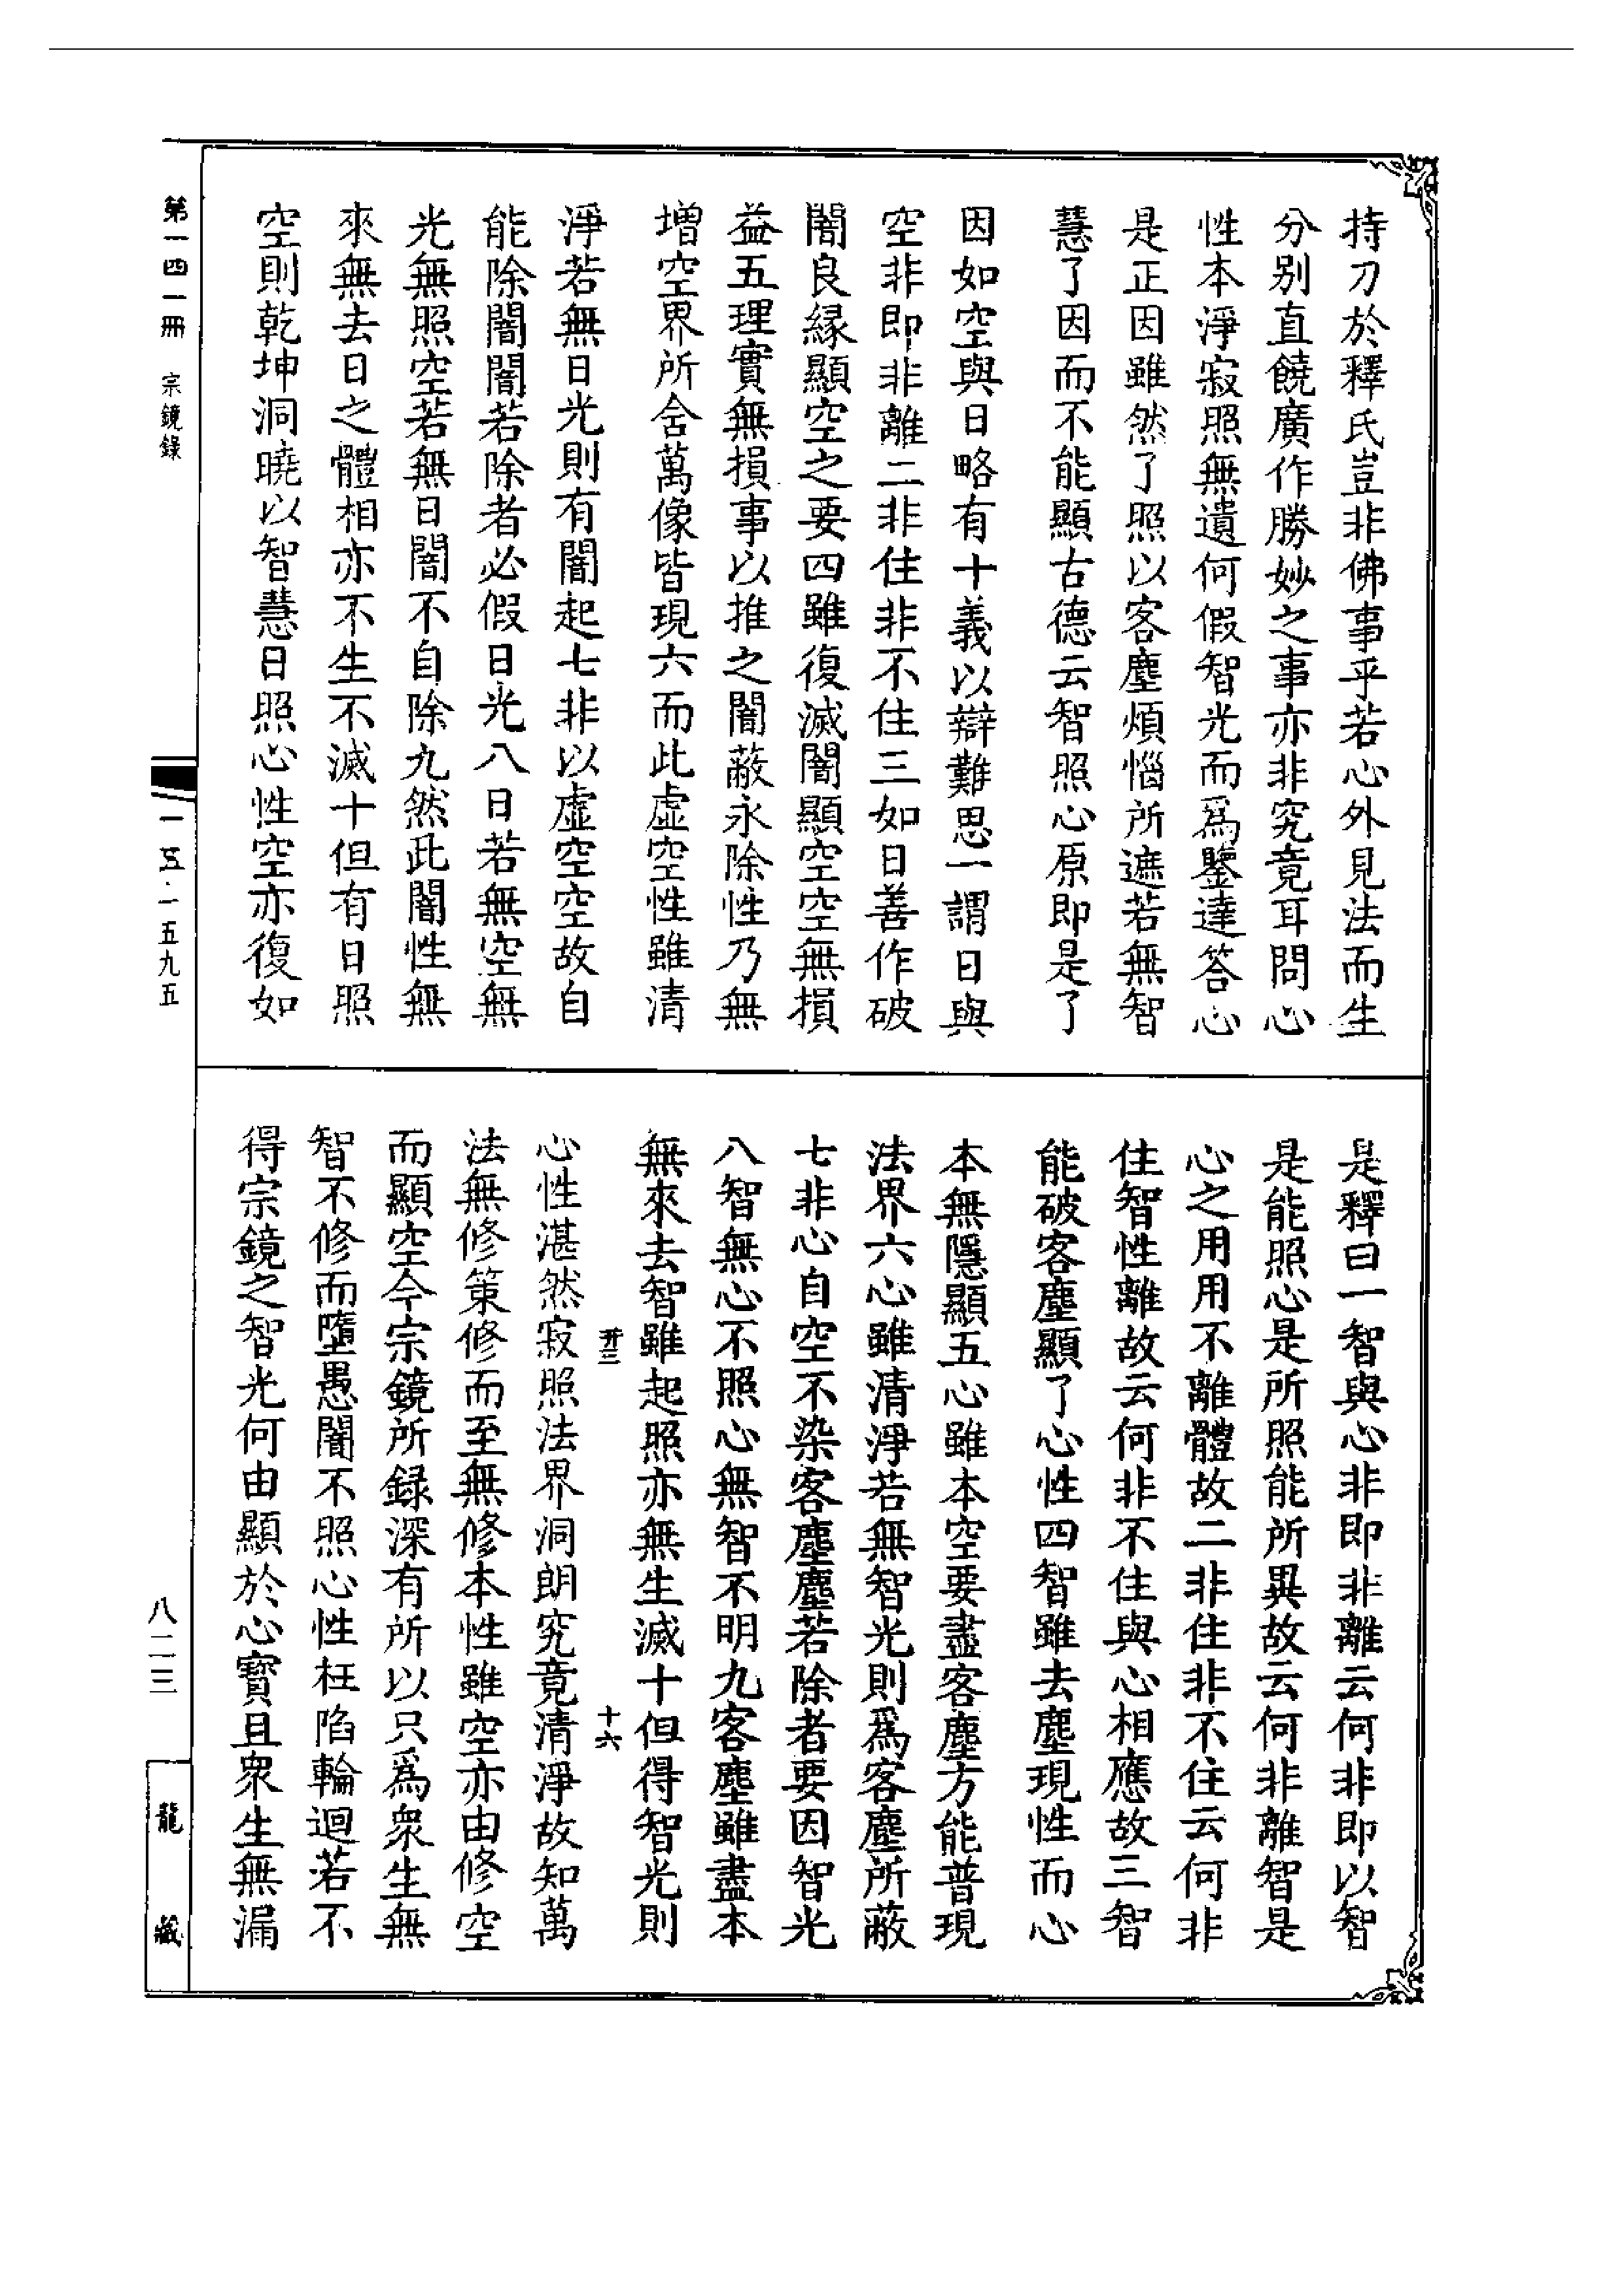 持刀於釋氏豈非佛事乎若心外見法而生
分别直饒廣作勝妙之事亦非究竟耳問心
性本淨寂照無遺何假智光而爲鑒達答心
是正因雖然了照以客塵煩惱所遮若無智
慧了因而不能顯古德云智照心原即是了
因如空與日略有十義以辯難思一謂日與
空非即非離二非住非不住三如日善作破
闇良緣顯空之要四雖復滅闇顯空空無損
益五理實無損事以推之闇蔽永除性乃無
增空界所含萬像皆現六而此虛空性雖清
淨若無日光則有闇起七非以虛空空故自
能除闇闇若除者必假日光八日若無空無
光無照空若無日闇不自除九然此闇性無
來無去日之體相亦不生不滅十但有日照
空則乾坤洞曉以智慧日照心性空亦復如
是釋曰一智與心非即非離云何非即以智
是能照心是所照能所異故云何非離智是
心之用用不離體故二非住非不住云何非
住智性離故云何非不住與心相應故三智
能破客塵顯了心性四智雖去塵現性而心
本無隱顯五心雖本空要盡客塵方能普現
法界六心雖清淨若無智光則爲客塵所蔽
七非心自空不染客塵塵若除者要因智光
八智無心不照心無智不明九客塵雖盡本
無來去智雖起照亦無生滅十但得智光則
心性湛然寂照法界洞朗究竟清淨故知萬
法無修策修而至無修本性雖空亦由修空
而顯空今宗鏡所録深有所以只爲衆生無
智不修而墮愚闇不照心性枉陷輪迴若不
得宗鏡之智光何由顯於心寶且衆生無漏
第一四一冊 宗鏡錄
一五·一五九五
八二三
龍藏
十六